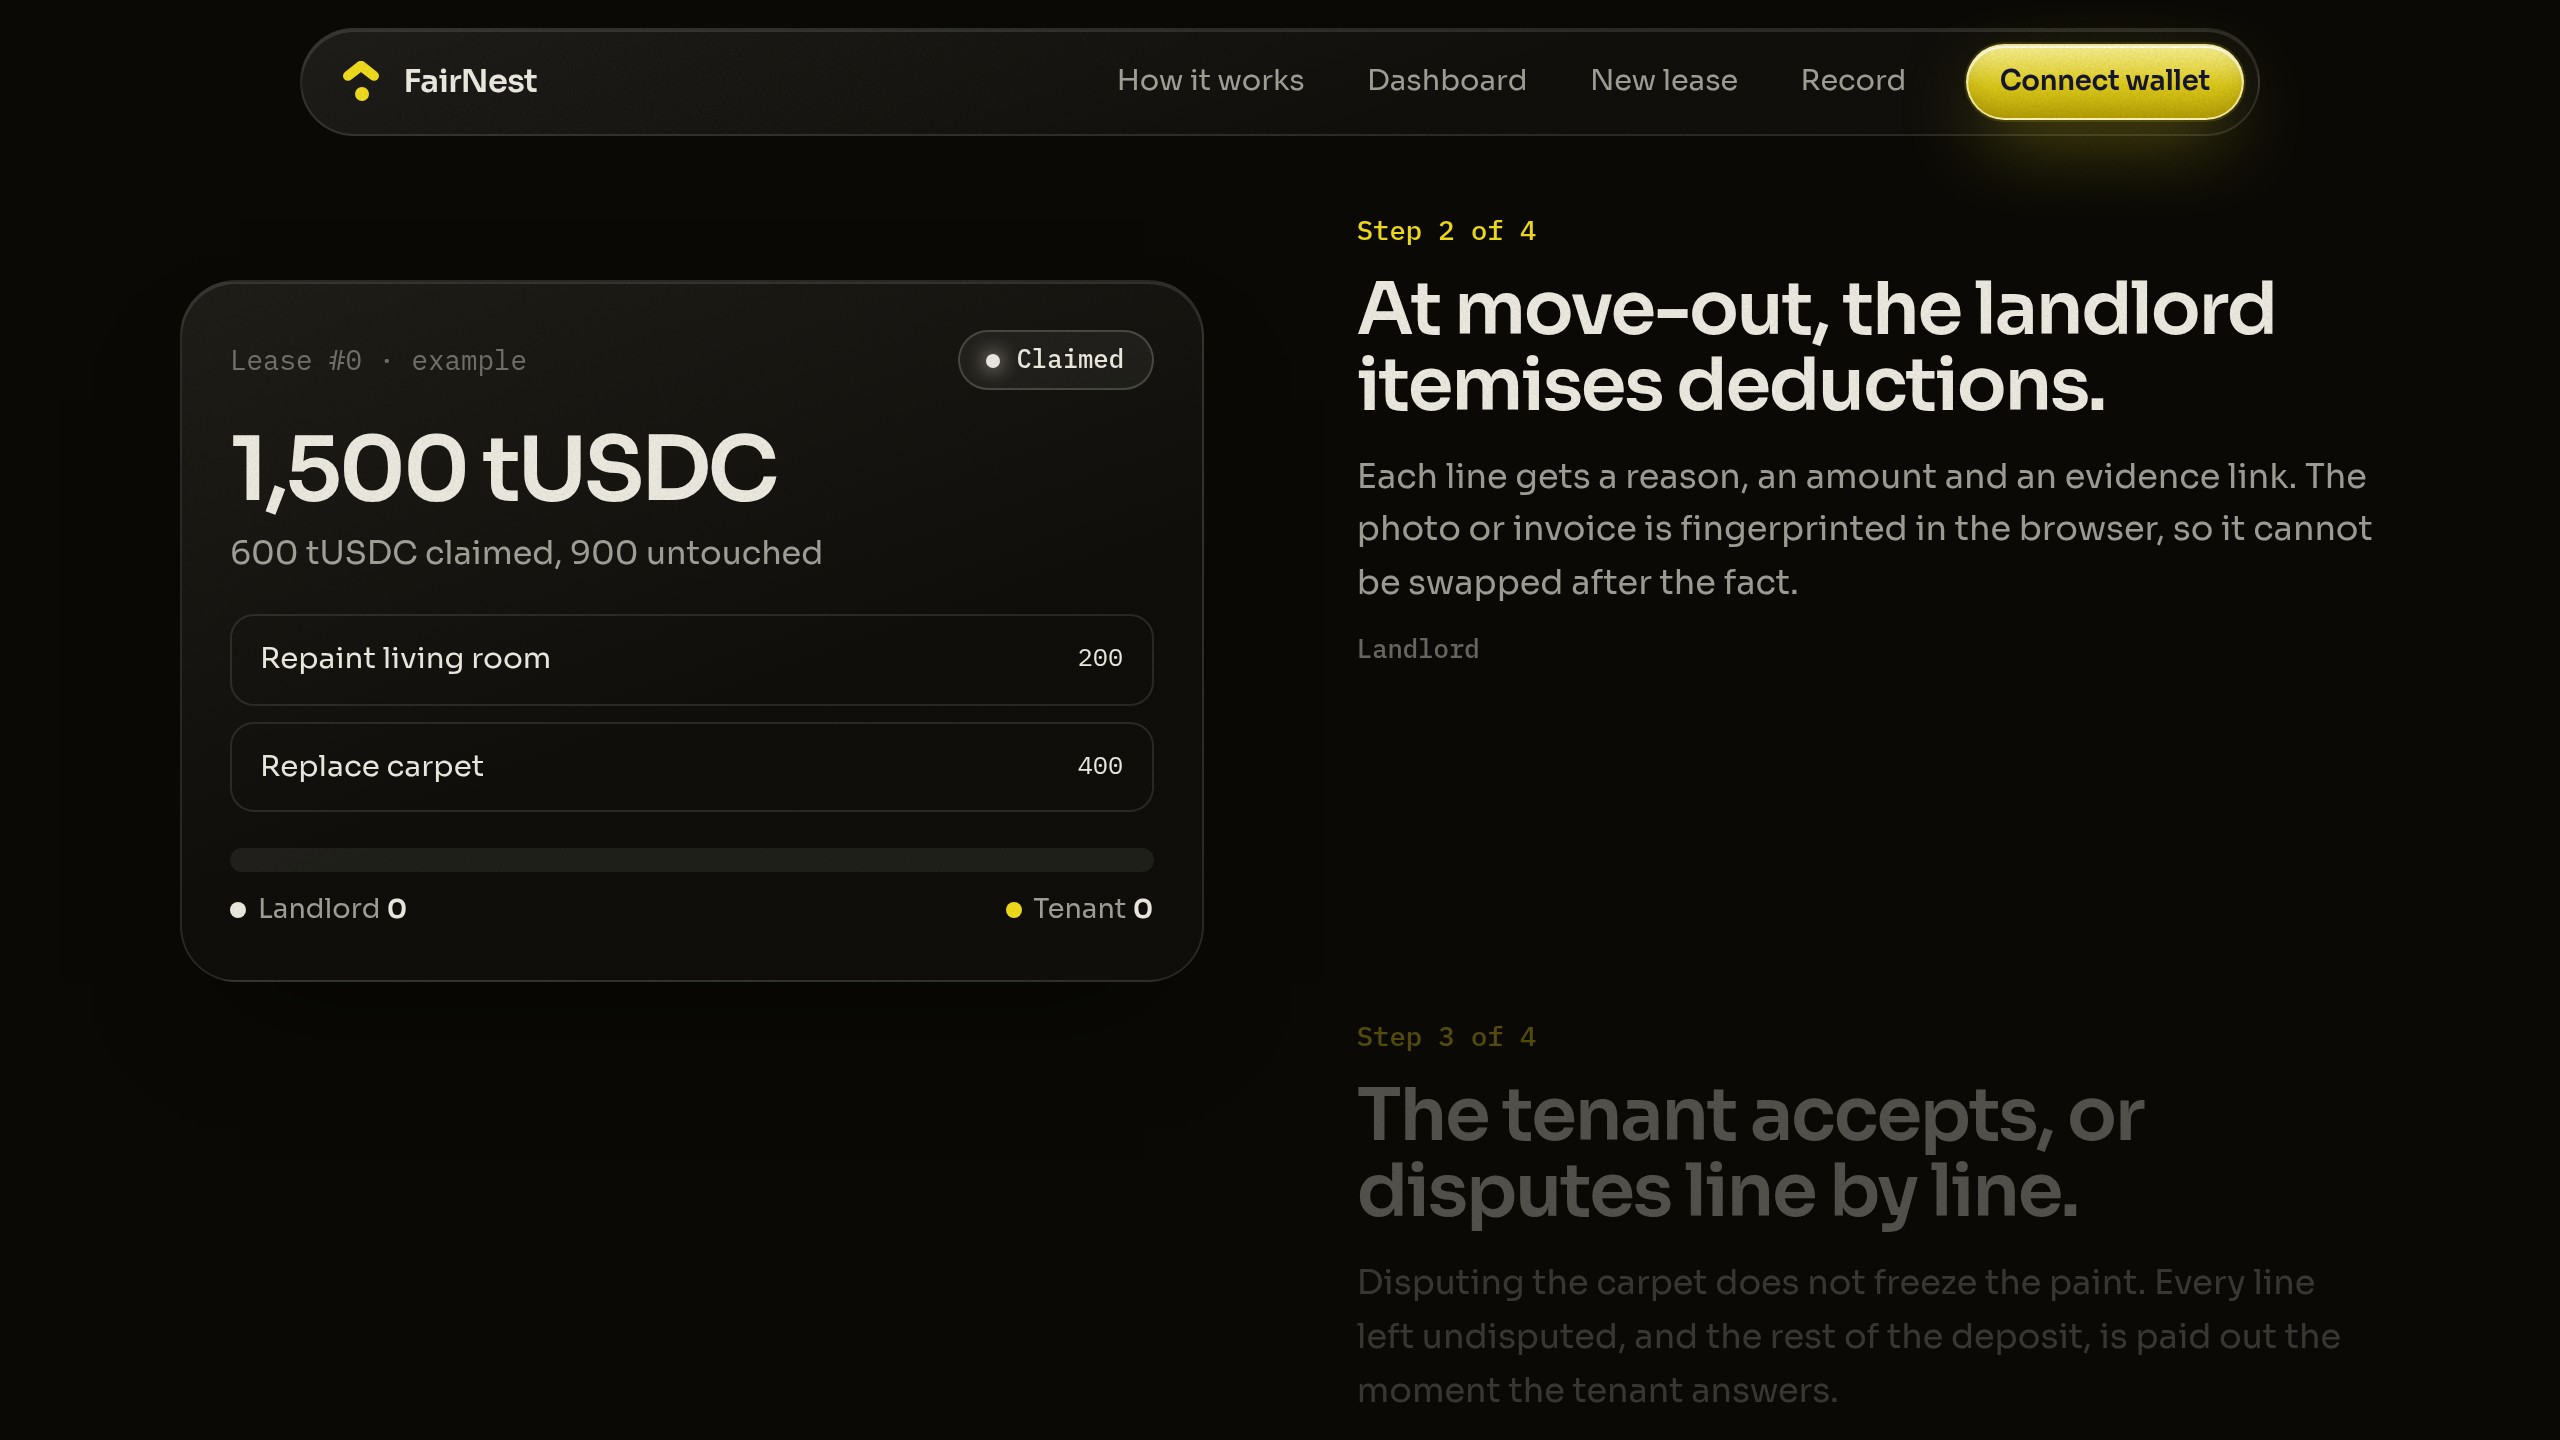 FairNest
How it works
Dashboard
New lease
Record
Connect wallet
Lease #0 · example
Claimed
1,500 tUSDC
600 tUSDC claimed, 900 untouched
Repaint living room 200
Replace carpet 400
Landlord 0
Tenant 0
Step 2 of 4
At move-out, the landlord
itemises deductions.
Each line gets a reason, an amount and an evidence link. The
photo or invoice is fingerprinted in the browser, so it cannot
be swapped after the fact.
Landlord
Step 3 of 4
The tenant accepts, or
disputes line by line.
Disputing the carpet does not freeze the paint. Every line
left undisputed, and the rest of the deposit, is paid out the
moment the tenant answers.